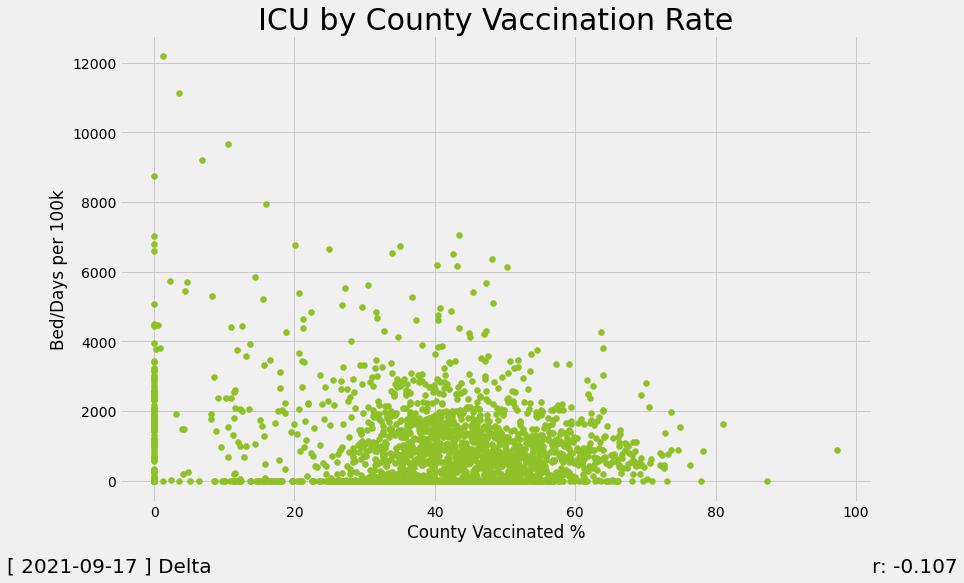 ICU by County Vaccination Rate
12000
10000
8000
6000
4000
2000
0
Bed/Days per 100k
0 20 40 60 80 100
County Vaccinated %
[ 2021-09-17 ] Delta
r: -0.107